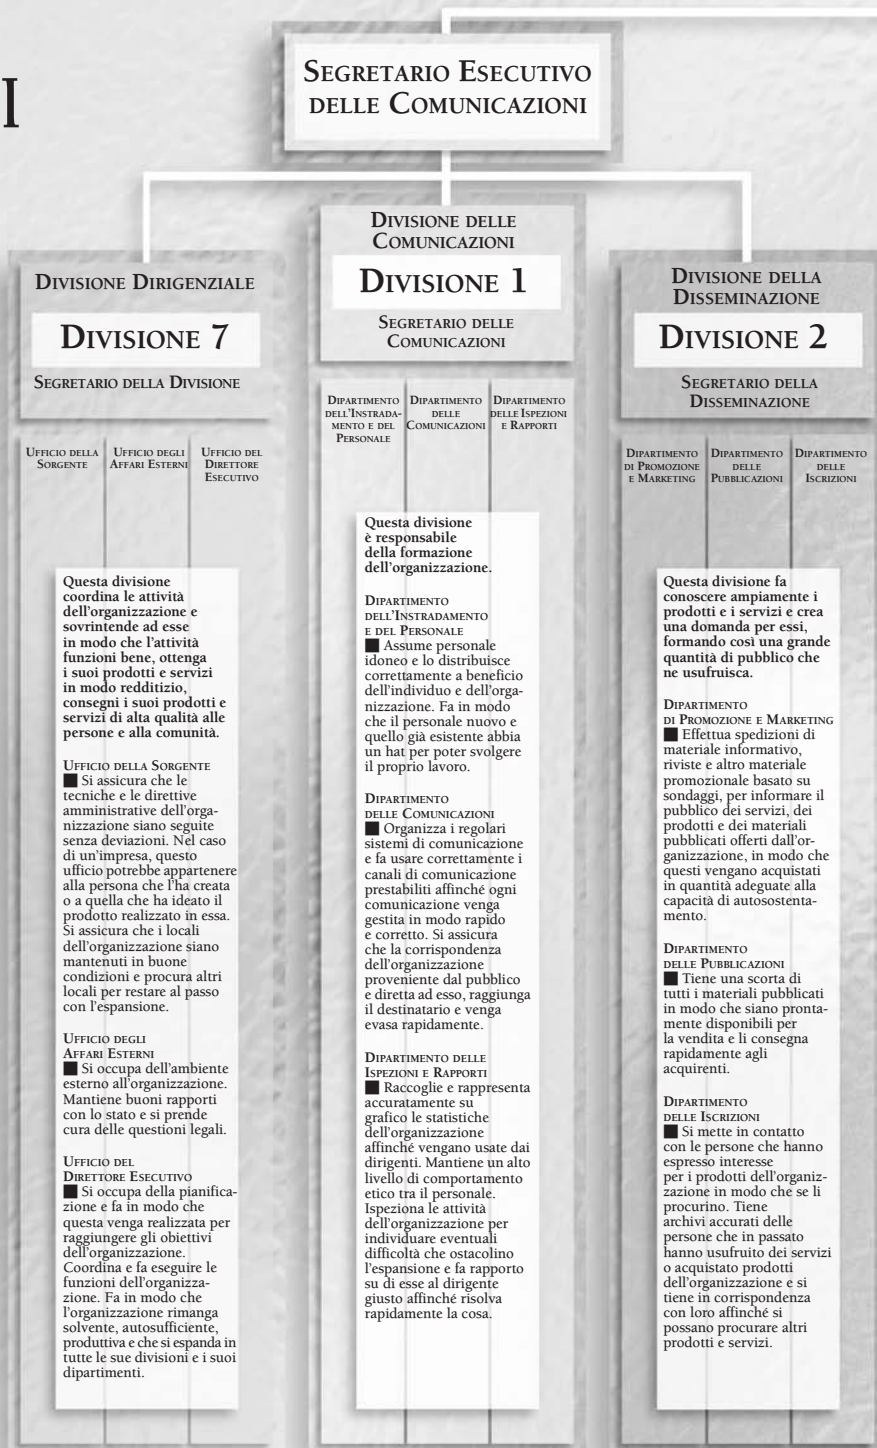 I
Segretario Esecutivo
delle Comunicazioni
Divisione Dirigenziale
Divisione 7
Segretario della Divisione
Ufficio della
Sorgente
Ufficio degli
Affari Esterni
Ufficio del
Direttore
Esecutivo
Questa divisione
coordina le attività
dell'organizzazione e
sovrintende ad esse
in modo che l'attività
funzioni bene, ottenga
i suoi prodotti e servizi
in modo redditizio,
consegni i suoi prodotti e
servizi di alta qualità alle
persone e alla comunità.
Ufficio della Sorgente
■ Si assicura che le
tecniche e le direttive
amministrative dell'orga-
nizzazione siano seguite
senza deviazioni. Nel caso
di un'impresa, questo
ufficio potrebbe appartenere
alla persona che l'ha creata
o a quella che ha ideato il
prodotto realizzato in essa.
Si assicura che i locali
dell'organizzazione siano
mantenuti in buone
condizioni e procura altri
locali per restare al passo
con l'espansione.
Ufficio degli
Affari Esterni
■ Si occupa dell'ambiente
esterno all'organizzazione.
Mantiene buoni rapporti
con lo stato e si prende
cura delle questioni legali.
Ufficio del
Direttore Esecutivo
■ Si occupa della pianifica-
zione e fa in modo che
questa venga realizzata per
raggiungere gli obiettivi
dell'organizzazione.
Coordina e fa eseguire le
funzioni dell'organizza-
zione. Fa in modo che
l'organizzazione rimanga
solvente, autosufficiente,
produttiva e che si espanda in
tutte le sue divisioni e i suoi
dipartimenti.
Divisione delle
Comunicazioni
Divisione 1
Segretario delle
Comunicazioni
Dipartimento
dell'Instrada-
mento e del
Personale
Dipartimento
delle
Comunicazioni
Dipartimento
delle Ispezioni
e Rapporti
Questa divisione
è responsabile
della formazione
dell'organizzazione.
Dipartimento
dell'Instradamento
e del Personale
■ Assume personale
idoneo e lo distribuisce
correttamente a beneficio
dell'individuo e dell'orga-
nizzazione. Fa in modo
che il personale nuovo e
quello già esistente abbia
un hat per poter svolgere
il proprio lavoro.
Dipartimento
delle Comunicazioni
■ Organizza i regolari
sistemi di comunicazione
e fa usare correttamente i
canali di comunicazione
prestabiliti affinché ogni
comunicazione venga
gestita in modo rapido
e corretto. Si assicura
che la corrispondenza
dell'organizzazione
proveniente dal pubblico
e diretta ad esso, raggiunga
il destinatario e venga
evasa rapidamente.
Dipartimento delle
Ispezioni e Rapporti
■ Raccoglie e rappresenta
accuratamente su
grafico le statistiche
dell'organizzazione
affinché vengano usate dai
dirigenti. Mantiene un alto
livello di comportamento
etico tra il personale.
Ispeziona le attività
dell'organizzazione per
individuare eventuali
difficoltà che ostacolino
l'espansione e fa rapporto
su di esse al dirigente
giusto affinché risolva
rapidamente la cosa.
Divisione della
Disseminazione
Divisione 2
Segretario della
Disseminazione
Dipartimento
di Promozione
e Marketing
Dipartimento
delle
Pubblicazioni
Dipartimento
delle
Iscrizioni
Questa divisione fa
conoscere ampiamente i
prodotti e i servizi e crea
una domanda per essi,
formando così una grande
quantità di pubblico che
ne usufruisca.
Dipartimento
di Promozione e Marketing
■ Effettua spedizioni di
materiale informativo,
riviste e altro materiale
promozionale basato su
sondaggi, per informare il
pubblico dei servizi, dei
prodotti e dei materiali
pubblicati offerti dall'or-
ganizzazione, in modo che
questi vengano acquistati
in quantità adeguate alla
capacità di autosostenta-
mento.
Dipartimento
delle Pubblicazioni
■ Tiene una scorta di
tutti i materiali pubblicati
in modo che siano pronta-
mente disponibili per
la vendita e li consegna
rapidamente agli
acquirenti.
Dipartimento
delle Iscrizioni
■ Si mette in contatto
con le persone che hanno
espresso interesse
per i prodotti dell'organiz-
zazione in modo che se li
procurino. Tiene
archivi accurati delle
persone che in passato
hanno usufruito dei servizi
o acquistato prodotti
dell'organizzazione e si
tiene in corrispondenza
con loro affinché si
possano procurare altri
prodotti e servizi.